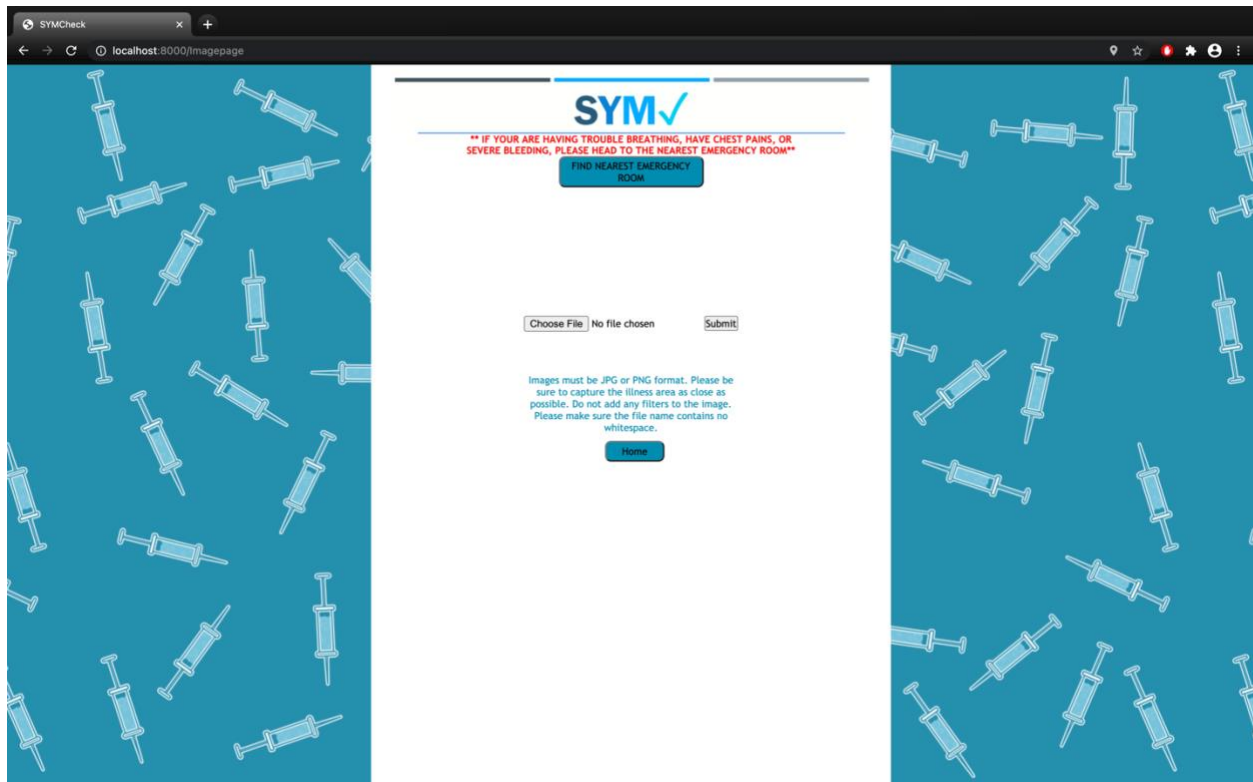 SYMCheck
localhost:8000/Imagepage
SYM✓
** IF YOUR ARE HAVING TROUBLE BREATHING, HAVE CHEST PAINS, OR
SEVERE BLEEDING, PLEASE HEAD TO THE NEAREST EMERGENCY ROOM**
FIND NEAREST EMERGENCY
ROOM
Choose File No file chosen Submit
Images must be JPG or PNG format. Please be
sure to capture the illness area as close as
possible. Do not add any filters to the image.
Please make sure the file name contains no
whitespace.
Home